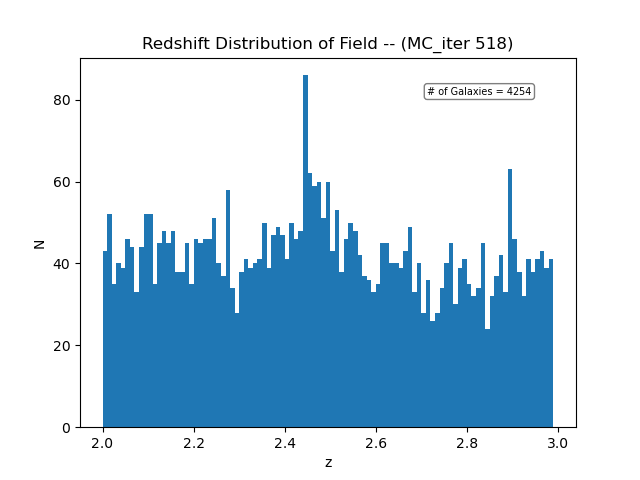 Redshift Distribution of Field -- (MC_iter 518)
# of Galaxies = 4254
80
60
40
20
0
N
2.0 2.2 2.4 2.6 2.8 3.0
z